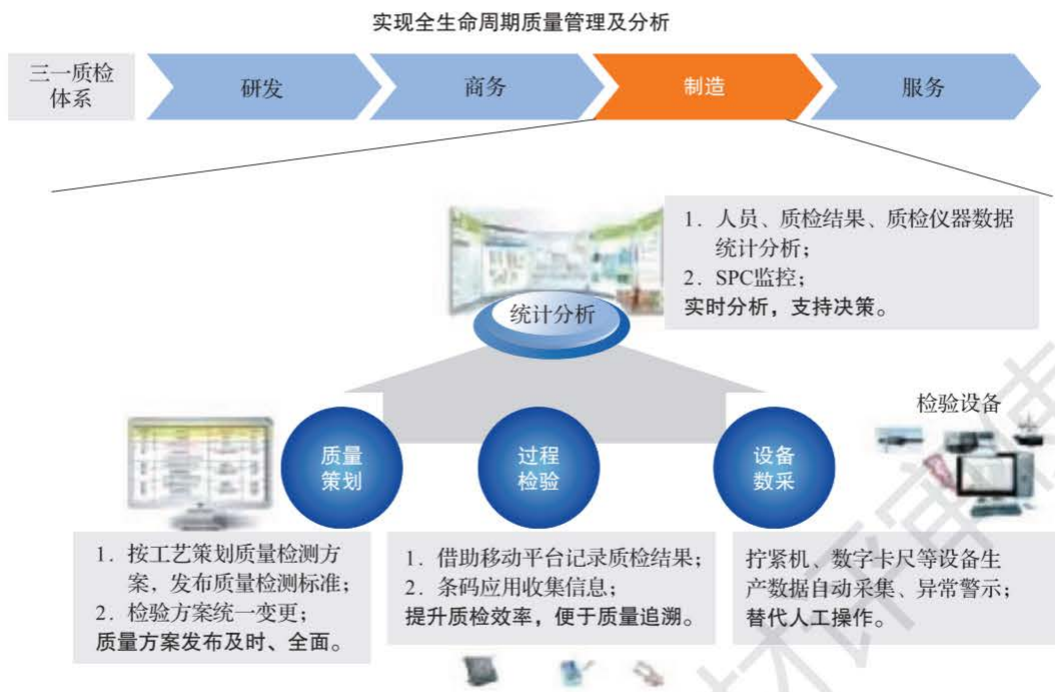 实现全生命周期质量管理及分析
三一质检
体系
研发
商务
制造
服务
1. 人员、质检结果、质检仪器数据
统计分析；
2. SPC监控；
实时分析，支持决策。
统计分析
检验设备
质量
策划
过程
检验
设备
数采
1. 按工艺策划质量检测方
案，发布质量检测标准；
2. 检验方案统一变更；
质量方案发布及时、全面。
1. 借助移动平台记录质检结果；
2. 条码应用收集信息；
提升质检效率，便于质量追溯。
拧紧机、数字卡尺等设备生
产数据自动采集、异常警示；
替代人工操作。